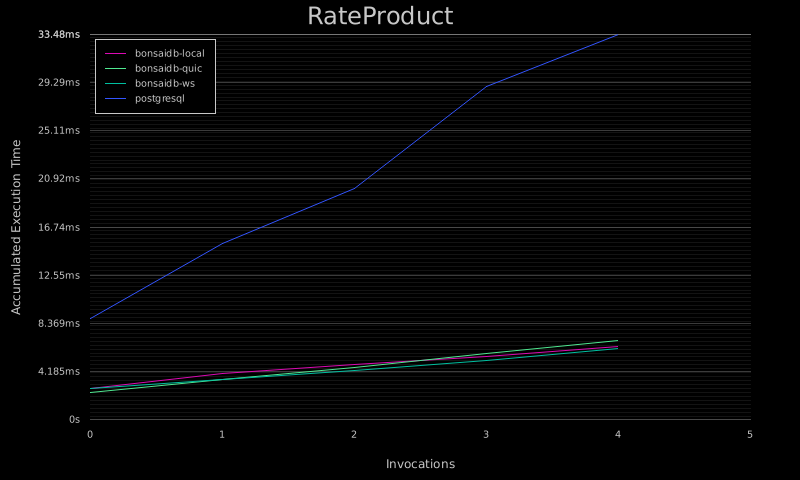 RateProduct
33.48ms
29.29ms
25.11ms
20.92ms
16.74ms
12.55ms
8.369ms
4.185ms
0s
bonsaidb-local
bonsaidb-quic
bonsaidb-ws
postgresql
Accumulated Execution Time
0 1 2 3 4 5
Invocations